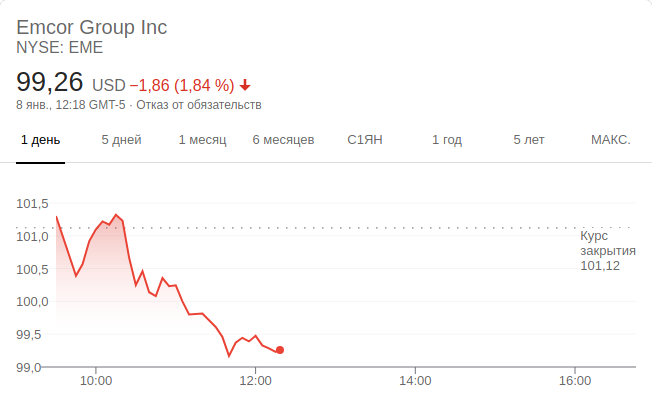 Emcor Group Inc
NYSE: EME
99,26 USD −1,86 (1,84 %)
8 янв., 12:18 GMT-5 · Отказ от обязательств
1 день 5 дней 1 месяц 6 месяцев С1ЯН 1 год 5 лет МАКС.
101,5
101,0
100,5
100,0
99,5
99,0
Курс
закрытия
101,12
10:00 12:00 14:00 16:00